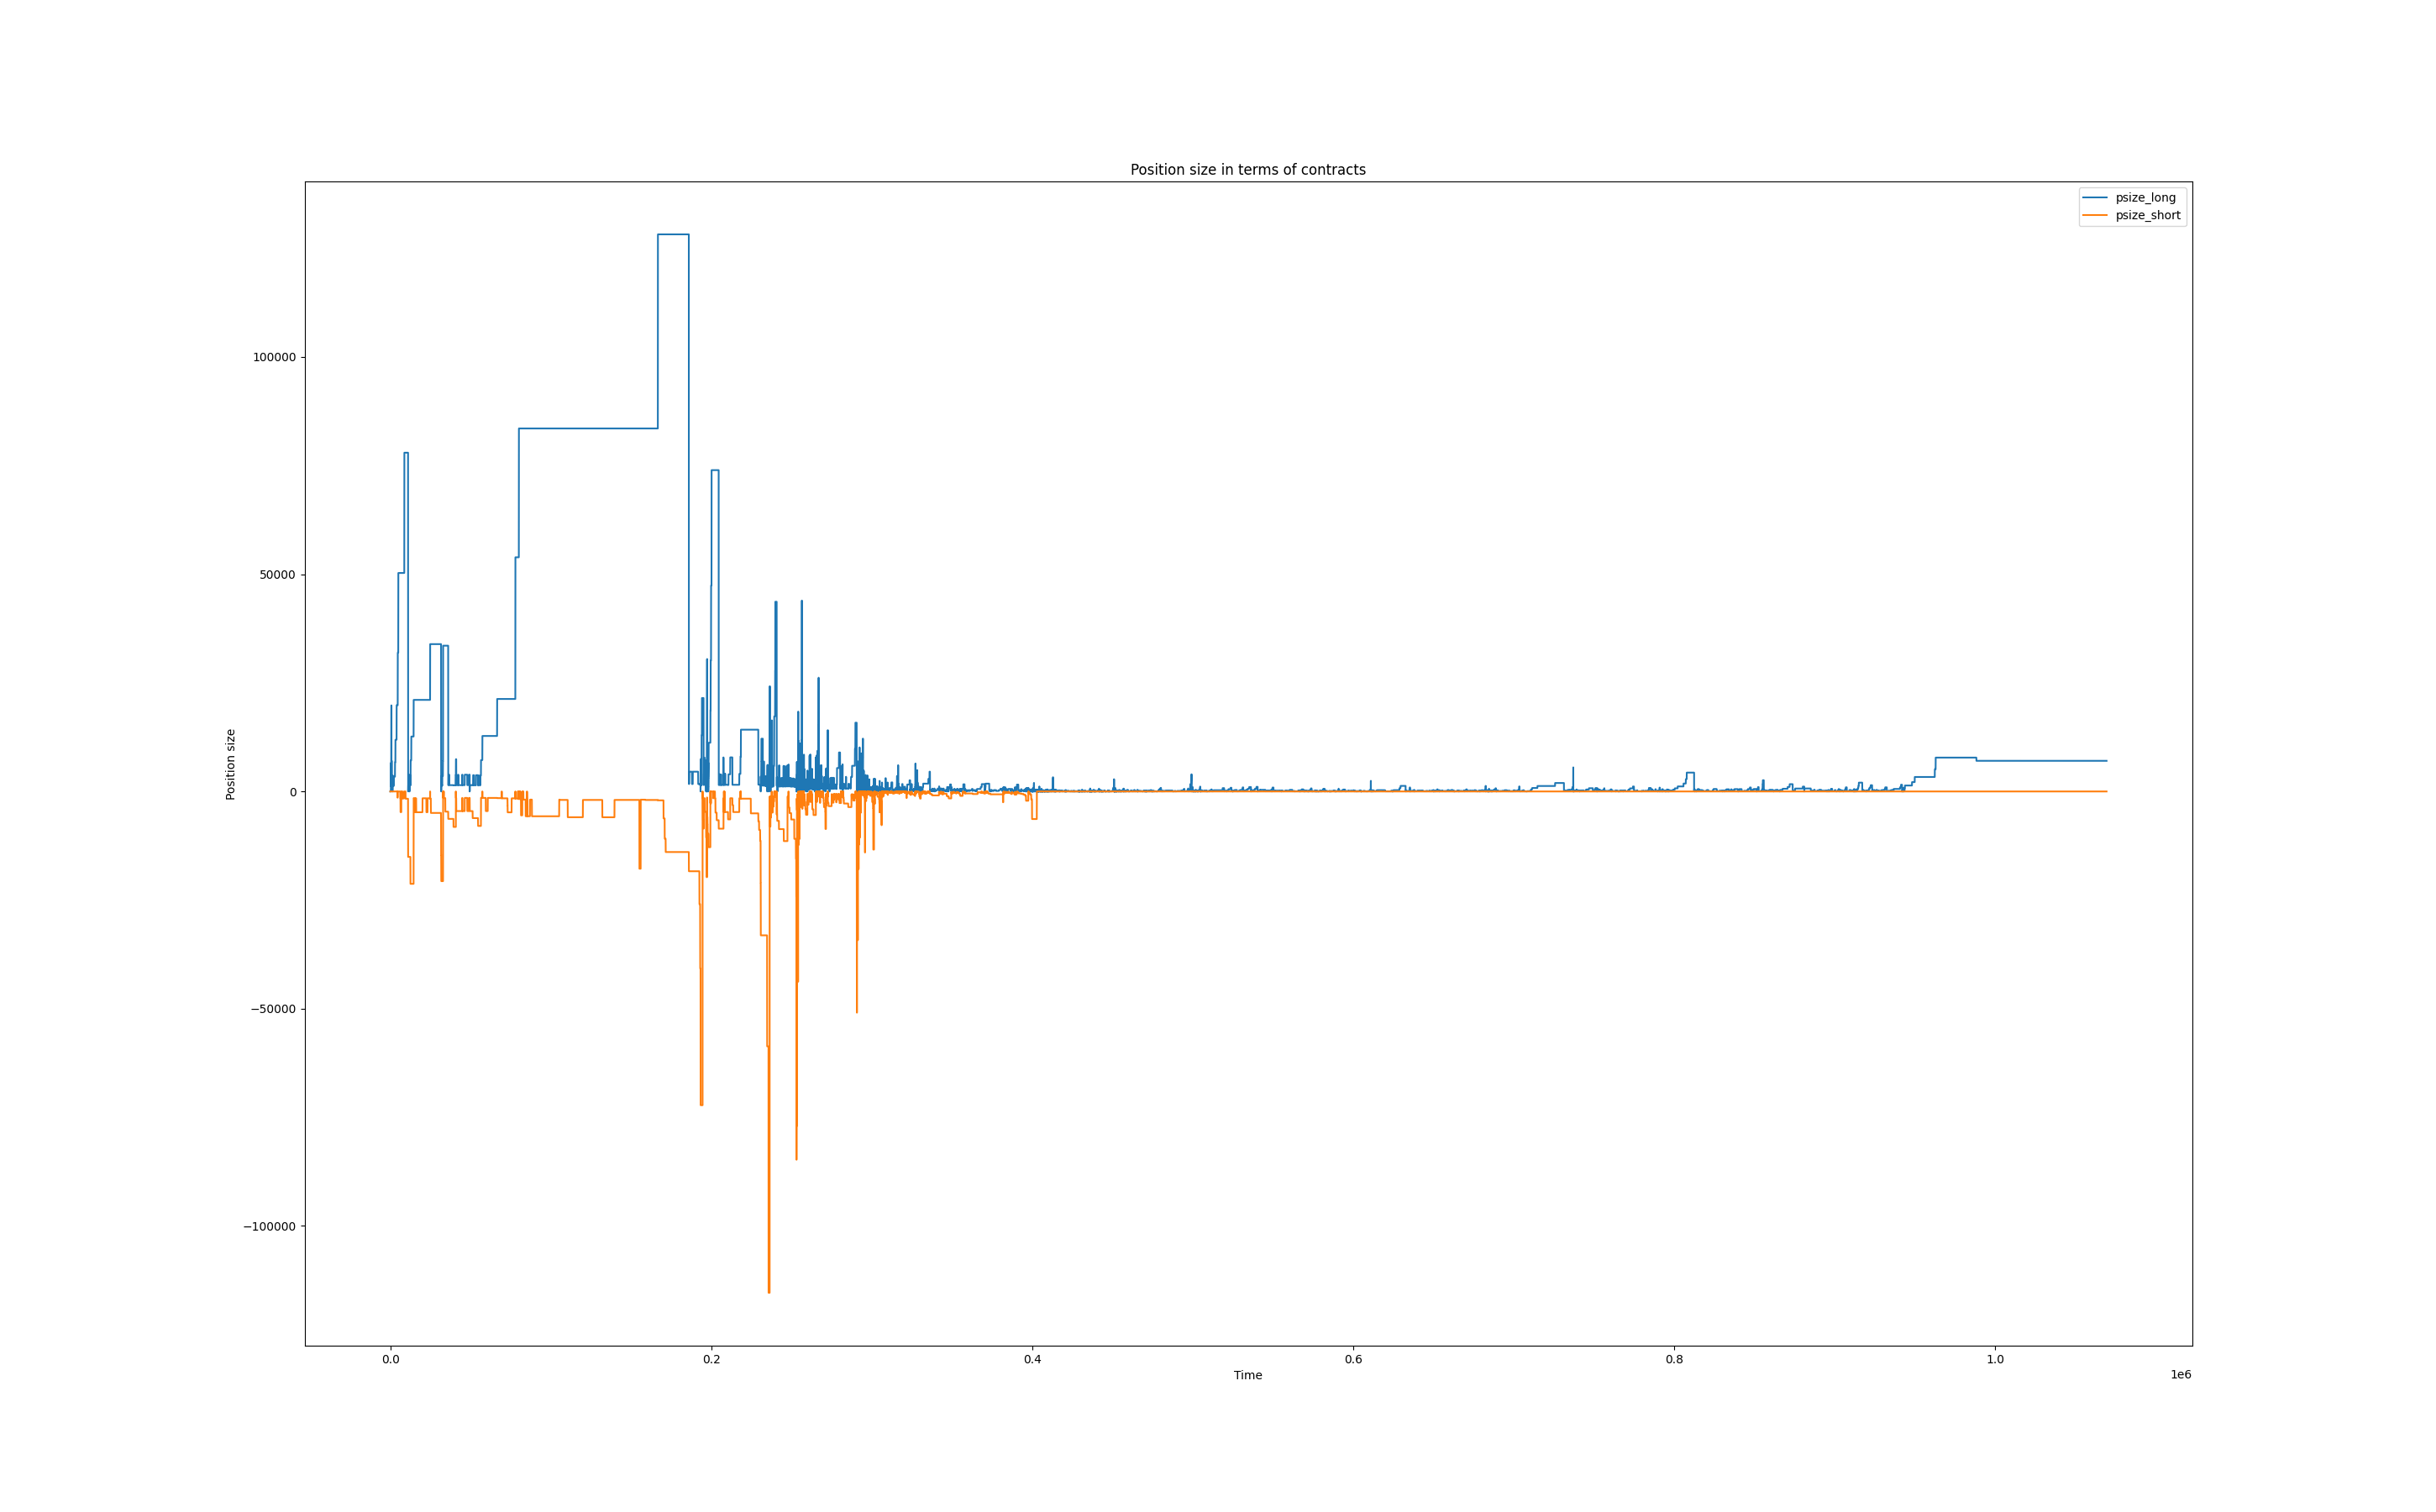 Position size in terms of contracts
psize_long
psize_short
Position size
100000
50000
0
−50000
−100000
0.0
0.2
0.4
0.6
0.8
1.0
Time
1e6